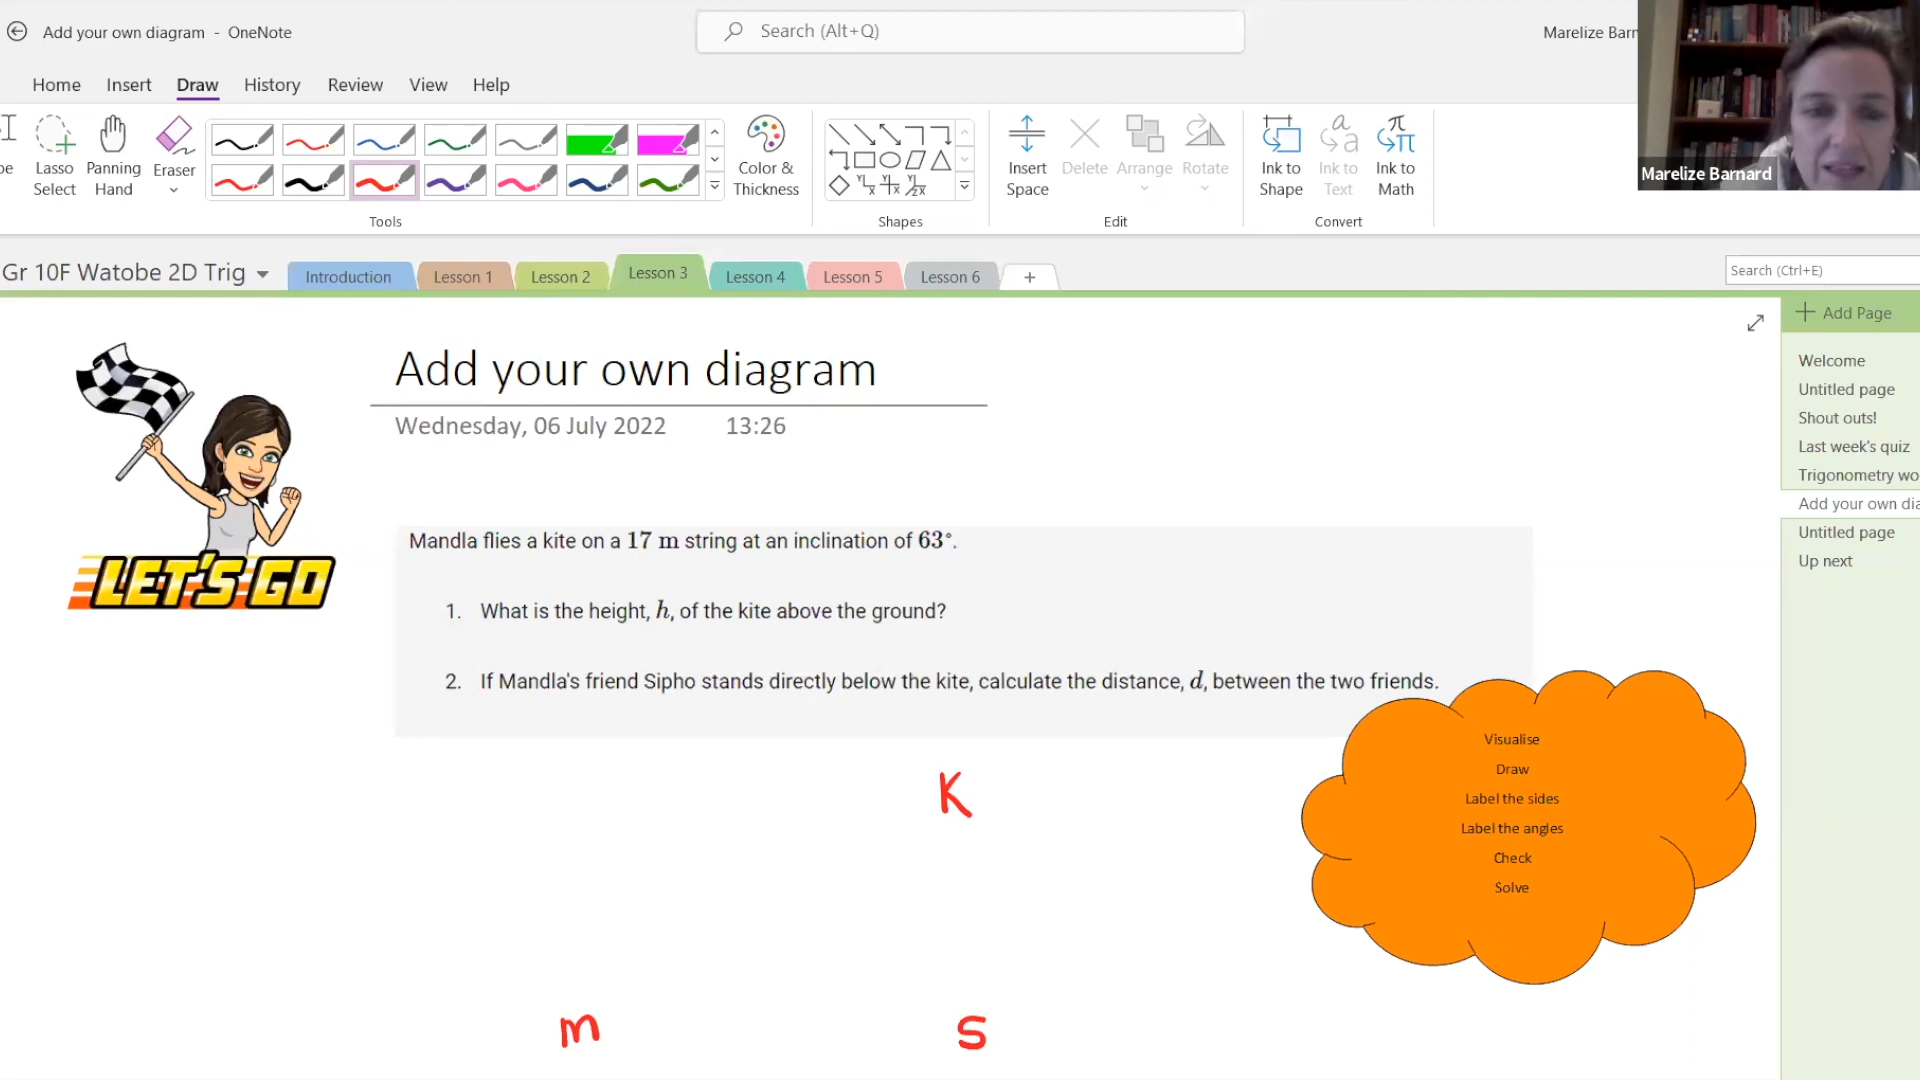 Add your own diagram - OneNote
Search (Alt+Q)
Marelize Barn
Home Insert Draw History Review View Help
Lasso Select
Panning Hand
Eraser
Color & Thickness
Insert Space
Delete
Arrange
Rotate
Ink to Shape
Ink to Text
Ink to Math
Marelize Barnard
Tools
Shapes
Edit
Convert
Gr 10F Watobe 2D Trig
Introduction Lesson 1 Lesson 2 Lesson 3 Lesson 4 Lesson 5 Lesson 6 +
Search (Ctrl+E)
Add Page
Welcome
Untitled page
Shout outs!
Last week's quiz
Trigonometry wo
Add your own dia
Untitled page
Up next
Add your own diagram
Wednesday, 06 July 2022 13:26
LET'S GO
Mandla flies a kite on a 17 m string at an inclination of 63°.
1. What is the height, h, of the kite above the ground?
2. If Mandla's friend Sipho stands directly below the kite, calculate the distance, d, between the two friends.
Visualise
Draw
Label the sides
Label the angles
Check
Solve
K
m S